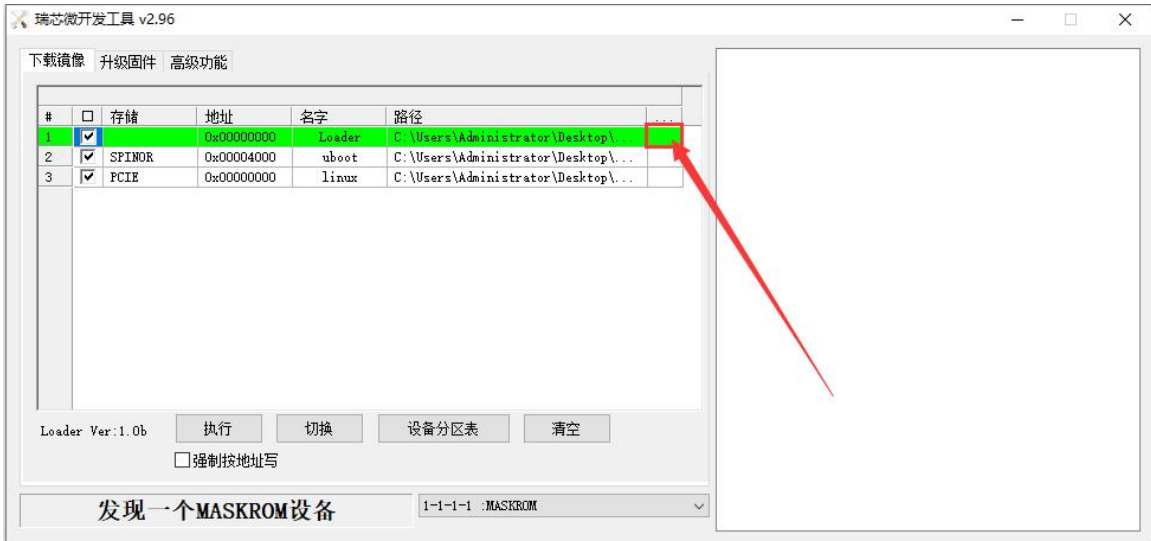 瑞芯微开发工具 v2.96
下载镜像 升级固件 高级功能
# 存储 地址 名字 路径 ...
1 0x00000000 Loader C:\Users\Administrator\Desktop\...
2 SPINOR 0x00004000 uboot C:\Users\Administrator\Desktop\...
3 PCIE 0x00000000 linux C:\Users\Administrator\Desktop\...
Loader Ver:1.0b 执行 切换 设备分区表 清空
强制按地址写
发现一个MASKROM设备 1-1-1-1 :MASKROM